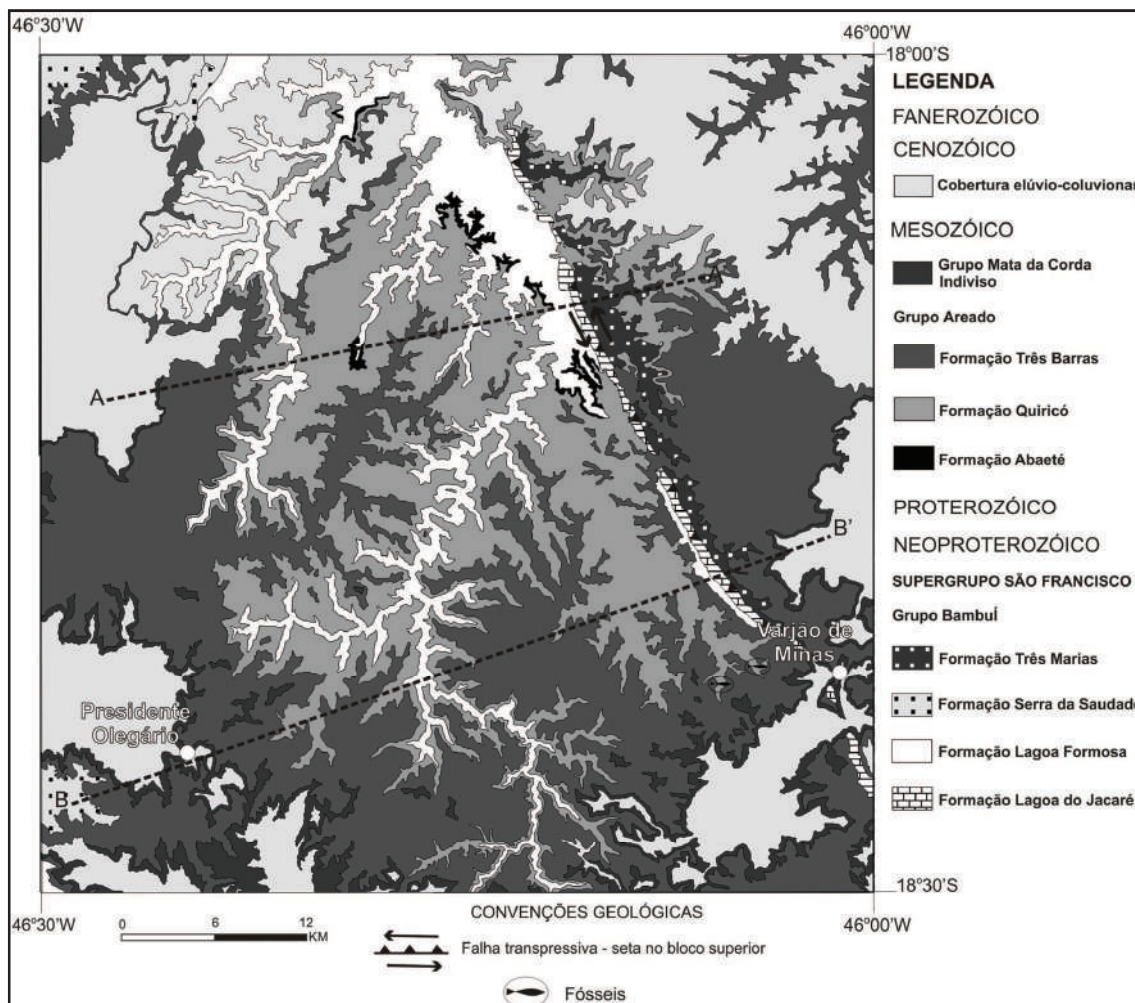 46°30'W
46°00'W
18°00'S
LEGENDA
FANEROZÓICO
CENOZÓICO
Cobertura elúvio-coluvionar
MESOZÓICO
Grupo Mata da Corda
Indiviso
Grupo Areado
Formação Três Barras
Formação Quiricó
Formação Abaeté
PROTEROZÓICO
NEOPROTEROZÓICO
SUPERGRUPO SÃO FRANCISCO
Grupo Bambuí
Formação Três Marias
Formação Serra da Saudade
Formação Lagoa Formosa
Formação Lagoa do Jacaré
A
A'
B'
B
Varjão de
Minas
Presidente
Olegário
18°30'S
46°30'W
46°00'W
0 6 12
KM
CONVENÇÕES GEOLÓGICAS
Falha transpressiva - seta no bloco superior
Fósseis